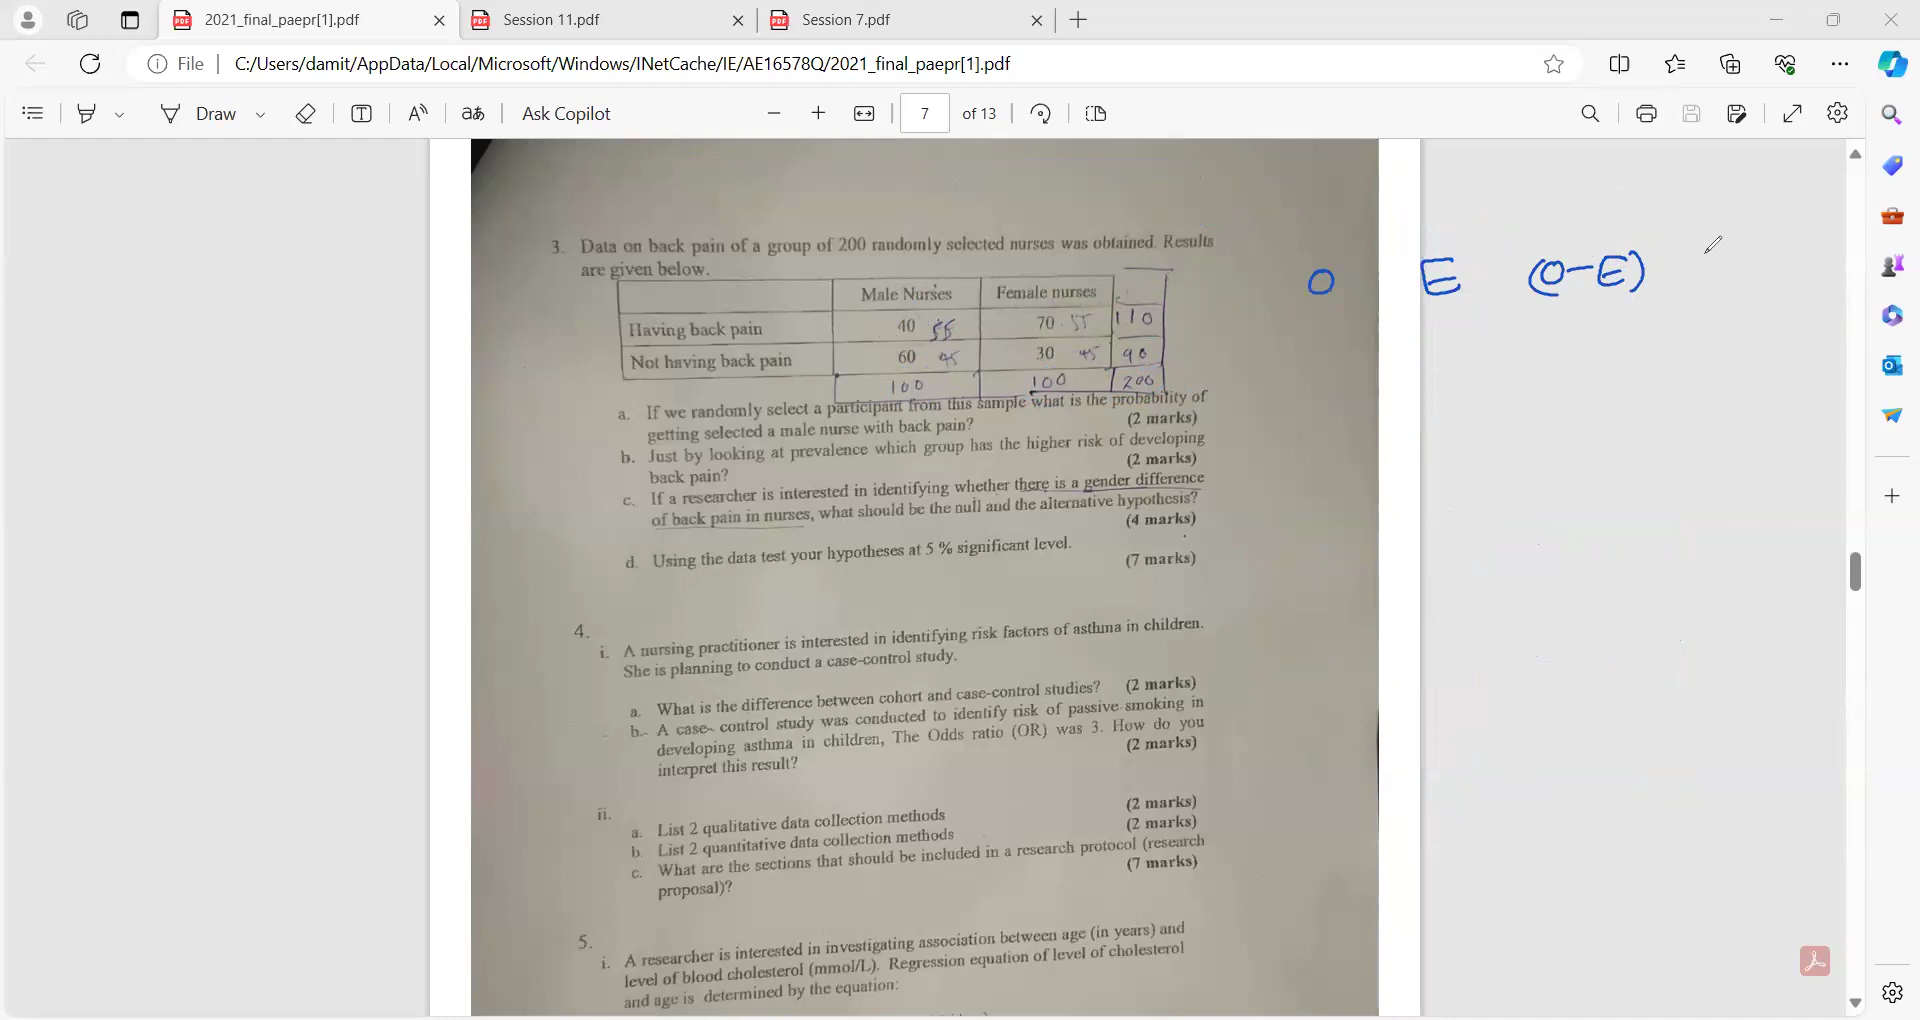 2021_final_paepr[1].pdf
Session 11.pdf
Session 7.pdf
File
C:/Users/damit/AppData/Local/Microsoft/Windows/INetCache/IE/AE16578Q/2021_final_paepr[1].pdf
Draw
Ask Copilot
7
of 13
3. Data on back pain of a group of 200 randomly selected nurses was obtained. Results
are given below.
O E (O-E)
Male Nurses Female nurses
Having back pain 40 55 70 55 110
Not having back pain 60 45 30 45 90
100 100 200
a. If we randomly select a participant from this sample what is the probability of
getting selected a male nurse with back pain? (2 marks)
b. Just by looking at prevalence which group has the higher risk of developing
back pain? (2 marks)
c. If a researcher is interested in identifying whether there is a gender difference
of back pain in nurses, what should be the null and the alternative hypothesis?
(4 marks)
d. Using the data test your hypotheses at 5 % significant level.
(7 marks)
4.
i. A nursing practitioner is interested in identifying risk factors of asthma in children.
She is planning to conduct a case-control study.
a. What is the difference between cohort and case-control studies? (2 marks)
b. A case- control study was conducted to identify risk of passive smoking in
developing asthma in children, The Odds ratio (OR) was 3. How do you
interpret this result? (2 marks)
ii.
a. List 2 qualitative data collection methods (2 marks)
b. List 2 quantitative data collection methods (2 marks)
c. What are the sections that should be included in a research protocol (research
proposal)? (7 marks)
5.
i. A researcher is interested in investigating association between age (in years) and
level of blood cholesterol (mmol/L). Regression equation of level of cholesterol
and age is determined by the equation: